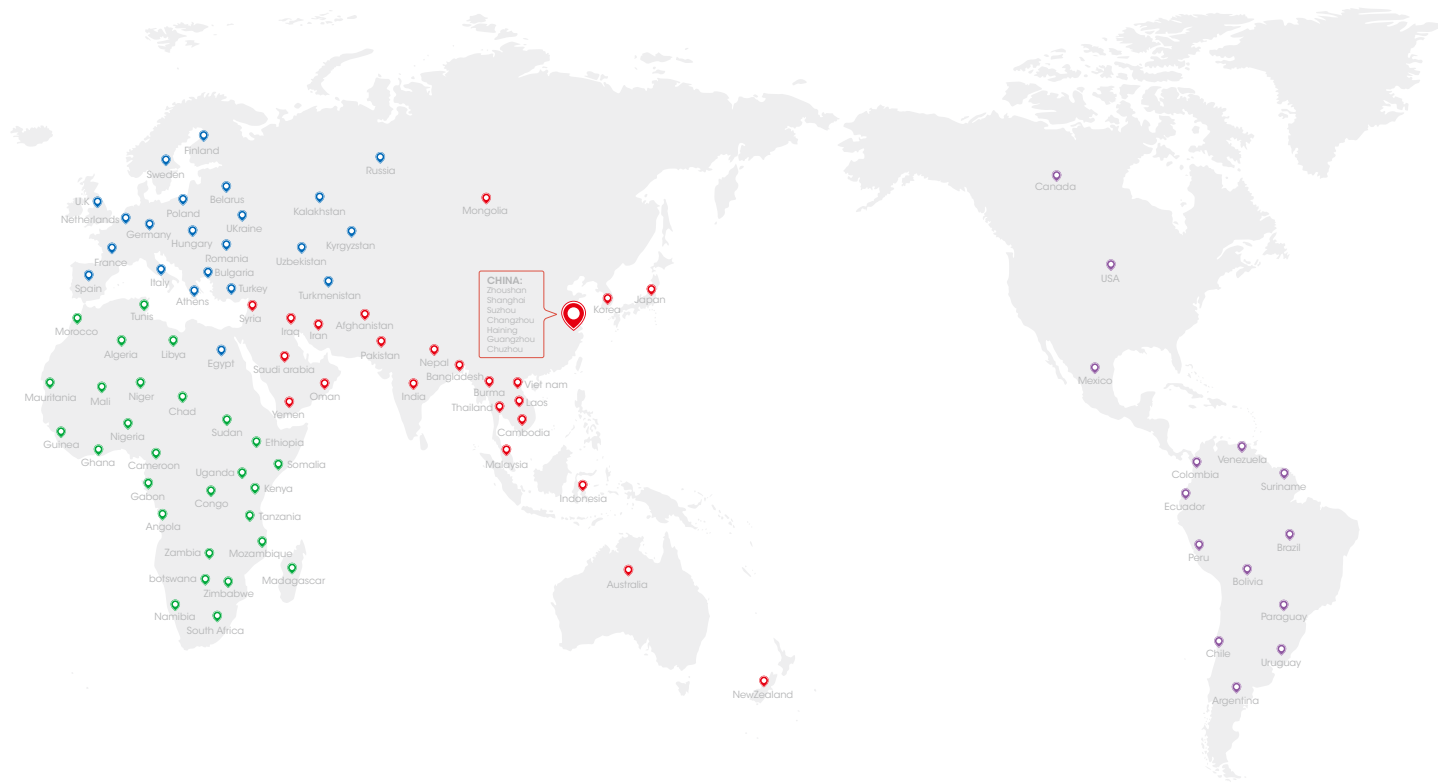 Finland
Sweden
Russia
U.K
Belarus
Poland
Kalakhstan
Netherlands
Germany
UKraine
Hungary
Romania
Kyrgyzstan
France
Uzbekistan
Italy
Bulgaria
Spain
Athens
Turkey
Turkmenistan
Mongolia
CHINA:
Zhoushan
Shanghai
Suzhou
Changzhou
Haining
Guangzhou
Chuzhou
Korea
Japan
Syria
Iraq
Iran
Afghanistan
Pakistan
Saudi arabia
Oman
Yemen
Nepal
Bangladesh
India
Burma
Viet nam
Thailand
Laos
Cambodia
Malaysia
Indonesia
Australia
NewZealand
Tunis
Marocco
Algeria
Libya
Egypt
Mauritania
Mali
Niger
Chad
Sudan
Guinea
Nigeria
Ghana
Cameroon
Ethiopia
Somalia
Uganda
Gabon
Congo
Kenya
Angola
Tanzania
Zambia
Mozambique
botswana
Zimbabwe
Madagascar
Namibia
South Africa
Canada
USA
Mexico
Colombia
Venezuela
Suriname
Ecuador
Peru
Brazil
Bolivia
Paraguay
Chile
Uruguay
Argentina